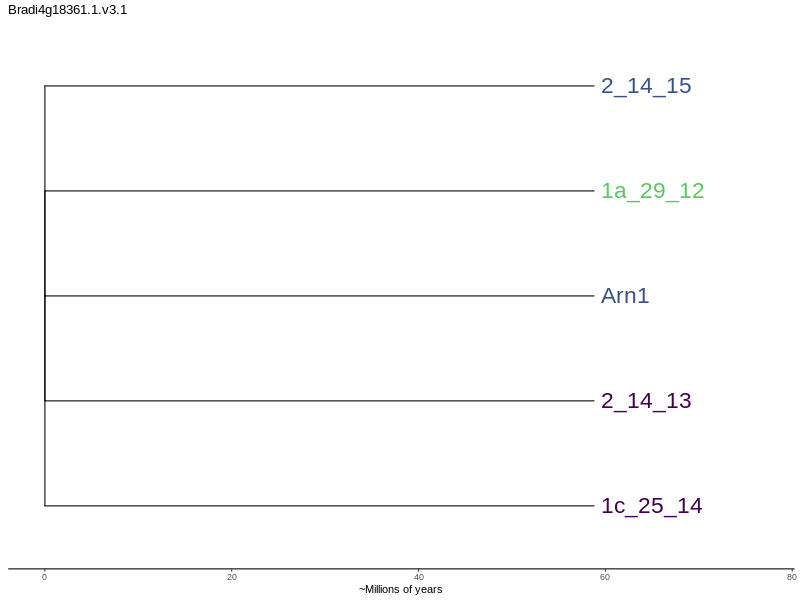 Bradi4g18361.1.v3.1
2_14_15
1a_29_12
Arn1
2_14_13
1c_25_14
0 20 40 60 80
~Millions of years